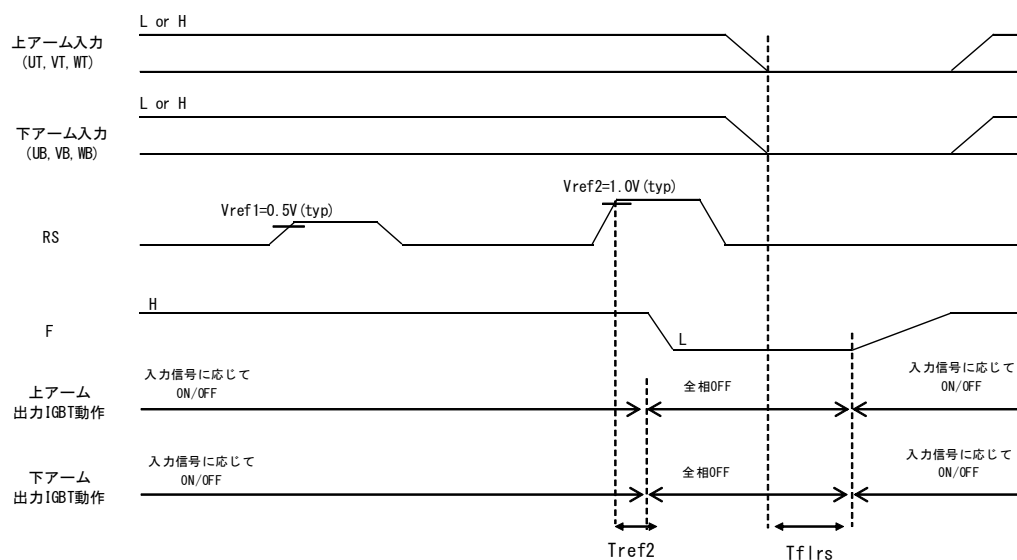 L or H
上アーム入力
(UT, VT, WT)
L or H
下アーム入力
(UB, VB, WB)
Vref1=0.5V(typ)
Vref2=1.0V(typ)
RS
H
F
L
上アーム
出力IGBT動作
入力信号に応じて
ON/OFF
全相OFF
入力信号に応じて
ON/OFF
下アーム
出力IGBT動作
入力信号に応じて
ON/OFF
全相OFF
入力信号に応じて
ON/OFF
Tref2
Tflrs